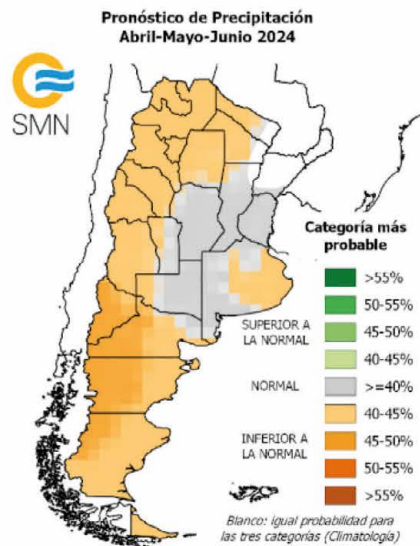 Pronóstico de Precipitación
Abril-Mayo-Junio 2024
SMN
Categoría más
probable
>55%
50-55%
45-50%
SUPERIOR A
LA NORMAL
40-45%
NORMAL
>=40%
40-45%
INFERIOR A
LA NORMAL
45-50%
50-55%
>55%
Blanco: igual probabilidad para
las tres categorías (Climatología)